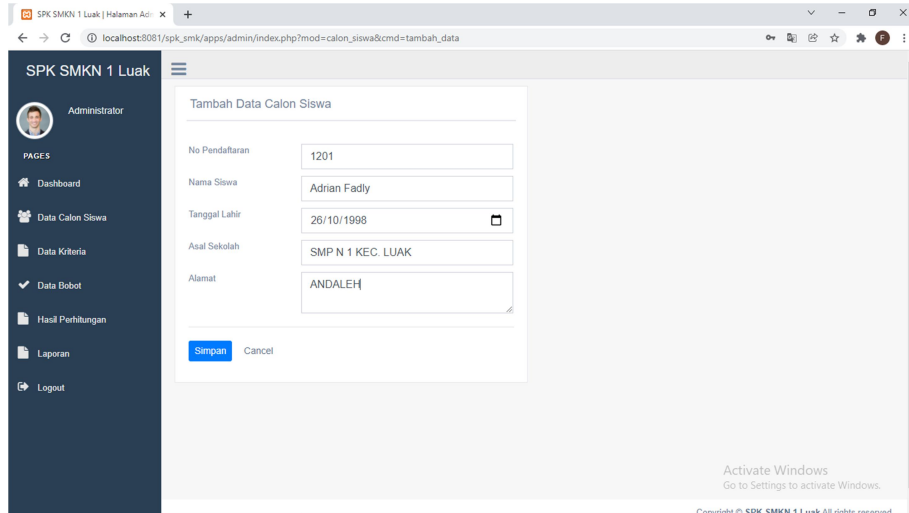 SPK SMKN 1 Luak | Halaman Adm
localhost:8081/spk_smk/apps/admin/index.php?mod=calon_siswa&cmd=tambah_data
F
SPK SMKN 1 Luak
Administrator
PAGES
Dashboard
Data Calon Siswa
Data Kriteria
Data Bobot
Hasil Perhitungan
Laporan
Logout
Tambah Data Calon Siswa
No Pendaftaran
1201
Nama Siswa
Adrian Fadly
Tanggal Lahir
26/10/1998
Asal Sekolah
SMP N 1 KEC. LUAK
Alamat
ANDALEH
Simpan Cancel
Activate Windows
Go to Settings to activate Windows.
Copyright © SPK SMKN 1 Luak All rights reserved